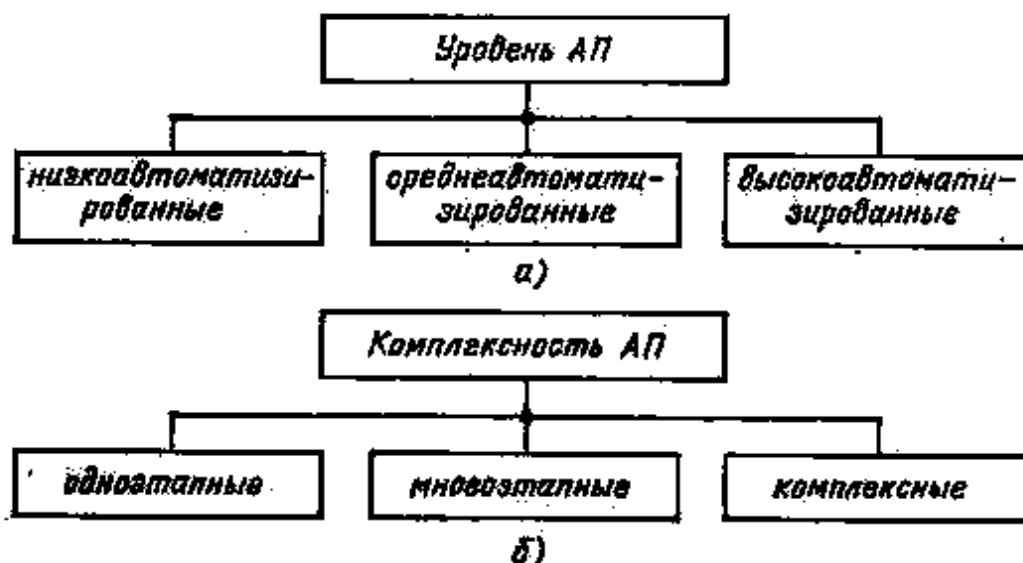 Уровень АП
низкоавтоматизи-
рованные
среднеавтомати-
зированные
высокоавтомати-
зированные
а)
Комплексность АП
одноэтапные
многоэтапные
комплексные
б)